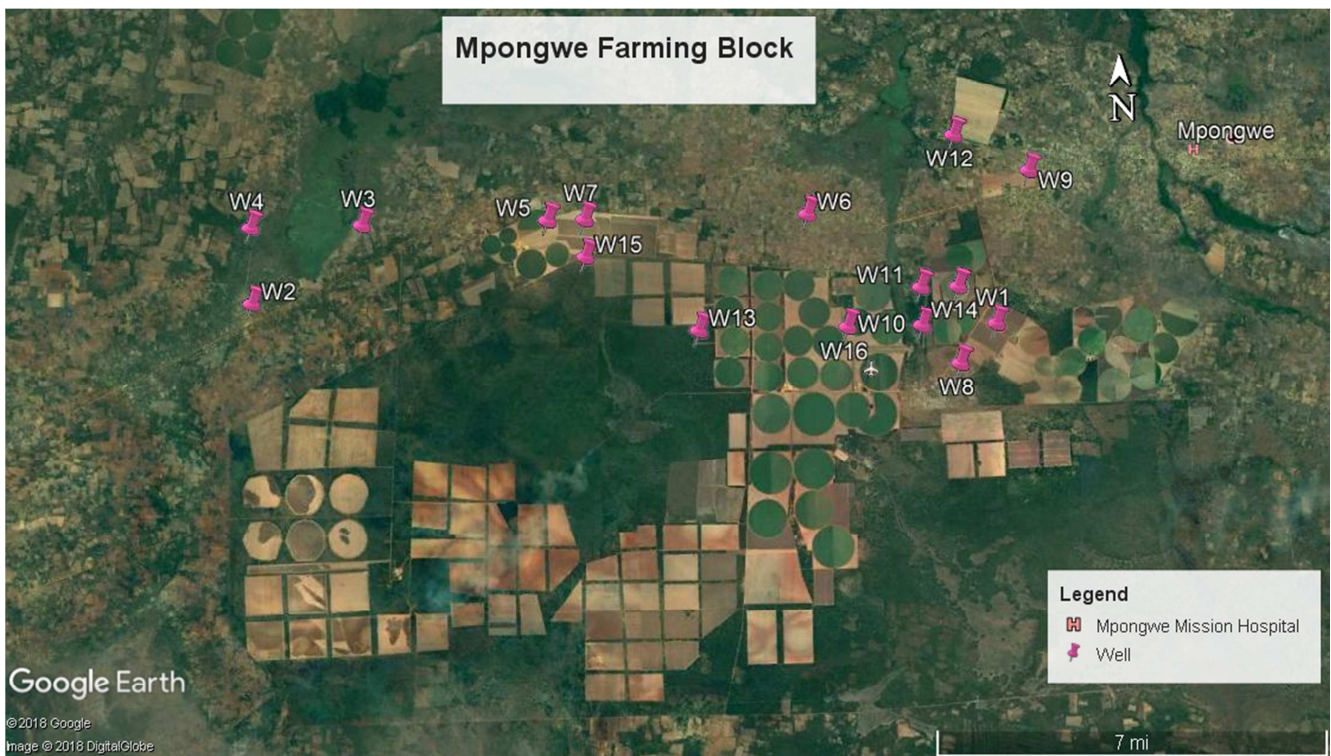 Mpongwe Farming Block
N
Mpongwe
H
W12
W9
W4
W3
W5
W7
W6
W15
W2
W11
W1
W14
W13
W10
W16
W8
Legend
H Mpongwe Mission Hospital
Well
Google Earth
©2018 Google
Image © 2018 DigitalGlobe
7 mi